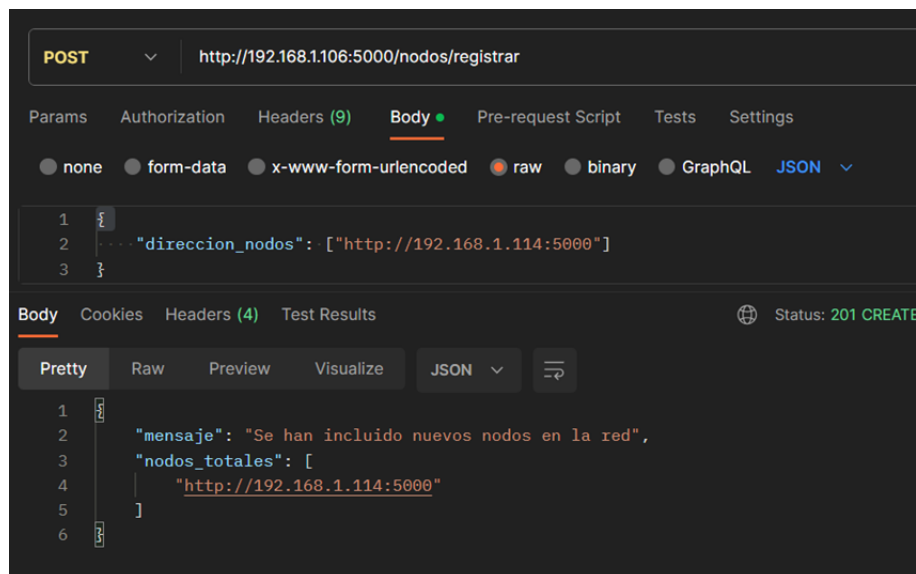 POST http://192.168.1.106:5000/nodos/registrar
Params Authorization Headers (9) Body Pre-request Script Tests Settings
none form-data x-www-form-urlencoded raw binary GraphQL JSON
1 {
2 ····"direccion_nodos":·["http://192.168.1.114:5000"]
3 }
Body Cookies Headers (4) Test Results Status: 201 CREATE
Pretty Raw Preview Visualize JSON
1 {
2 "mensaje": "Se han incluido nuevos nodos en la red",
3 "nodos_totales": [
4 "http://192.168.1.114:5000"
5 ]
6 }